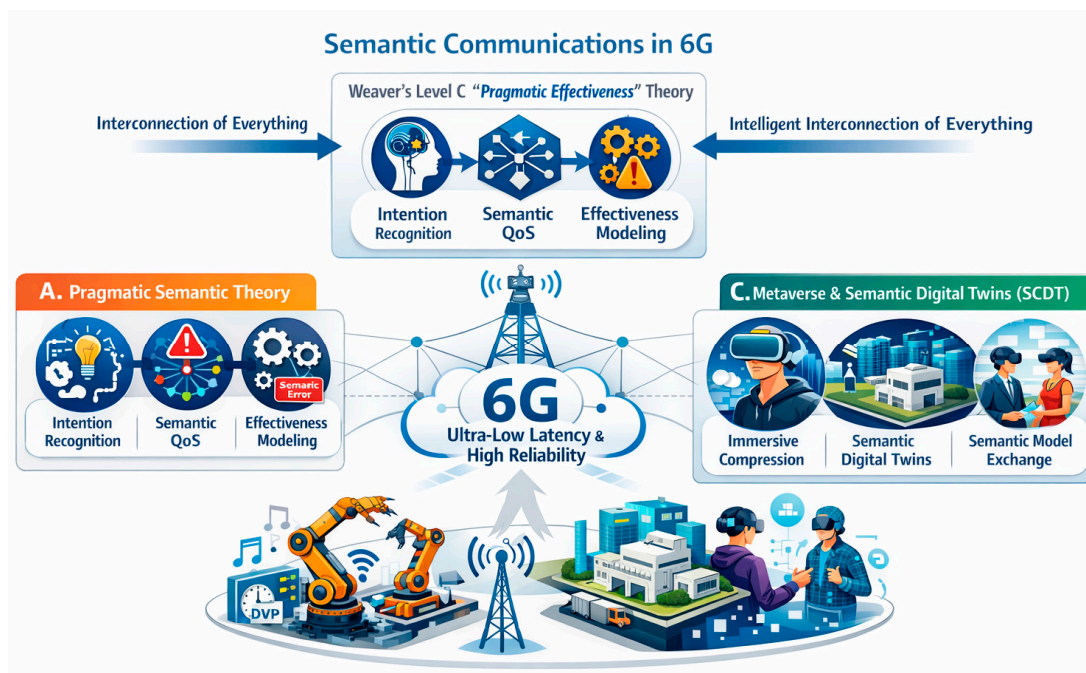 Semantic Communications in 6G
Weaver's Level C "Pragmatic Effectiveness" Theory
Interconnection of Everything
Intelligent Interconnection of Everything
Intention
Recognition
Semantic
QoS
Effectiveness
Modeling
A. Pragmatic Semantic Theory
Semaric
Error
Intention
Recognition
Semantic
QoS
Effectiveness
Modeling
C. Metaverse & Semantic Digital Twins (SCDT)
Immersive
Compression
Semantic
Digital Twins
Semantic Model
Exchange
6G
Ultra-Low Latency &
High Reliability
DVP